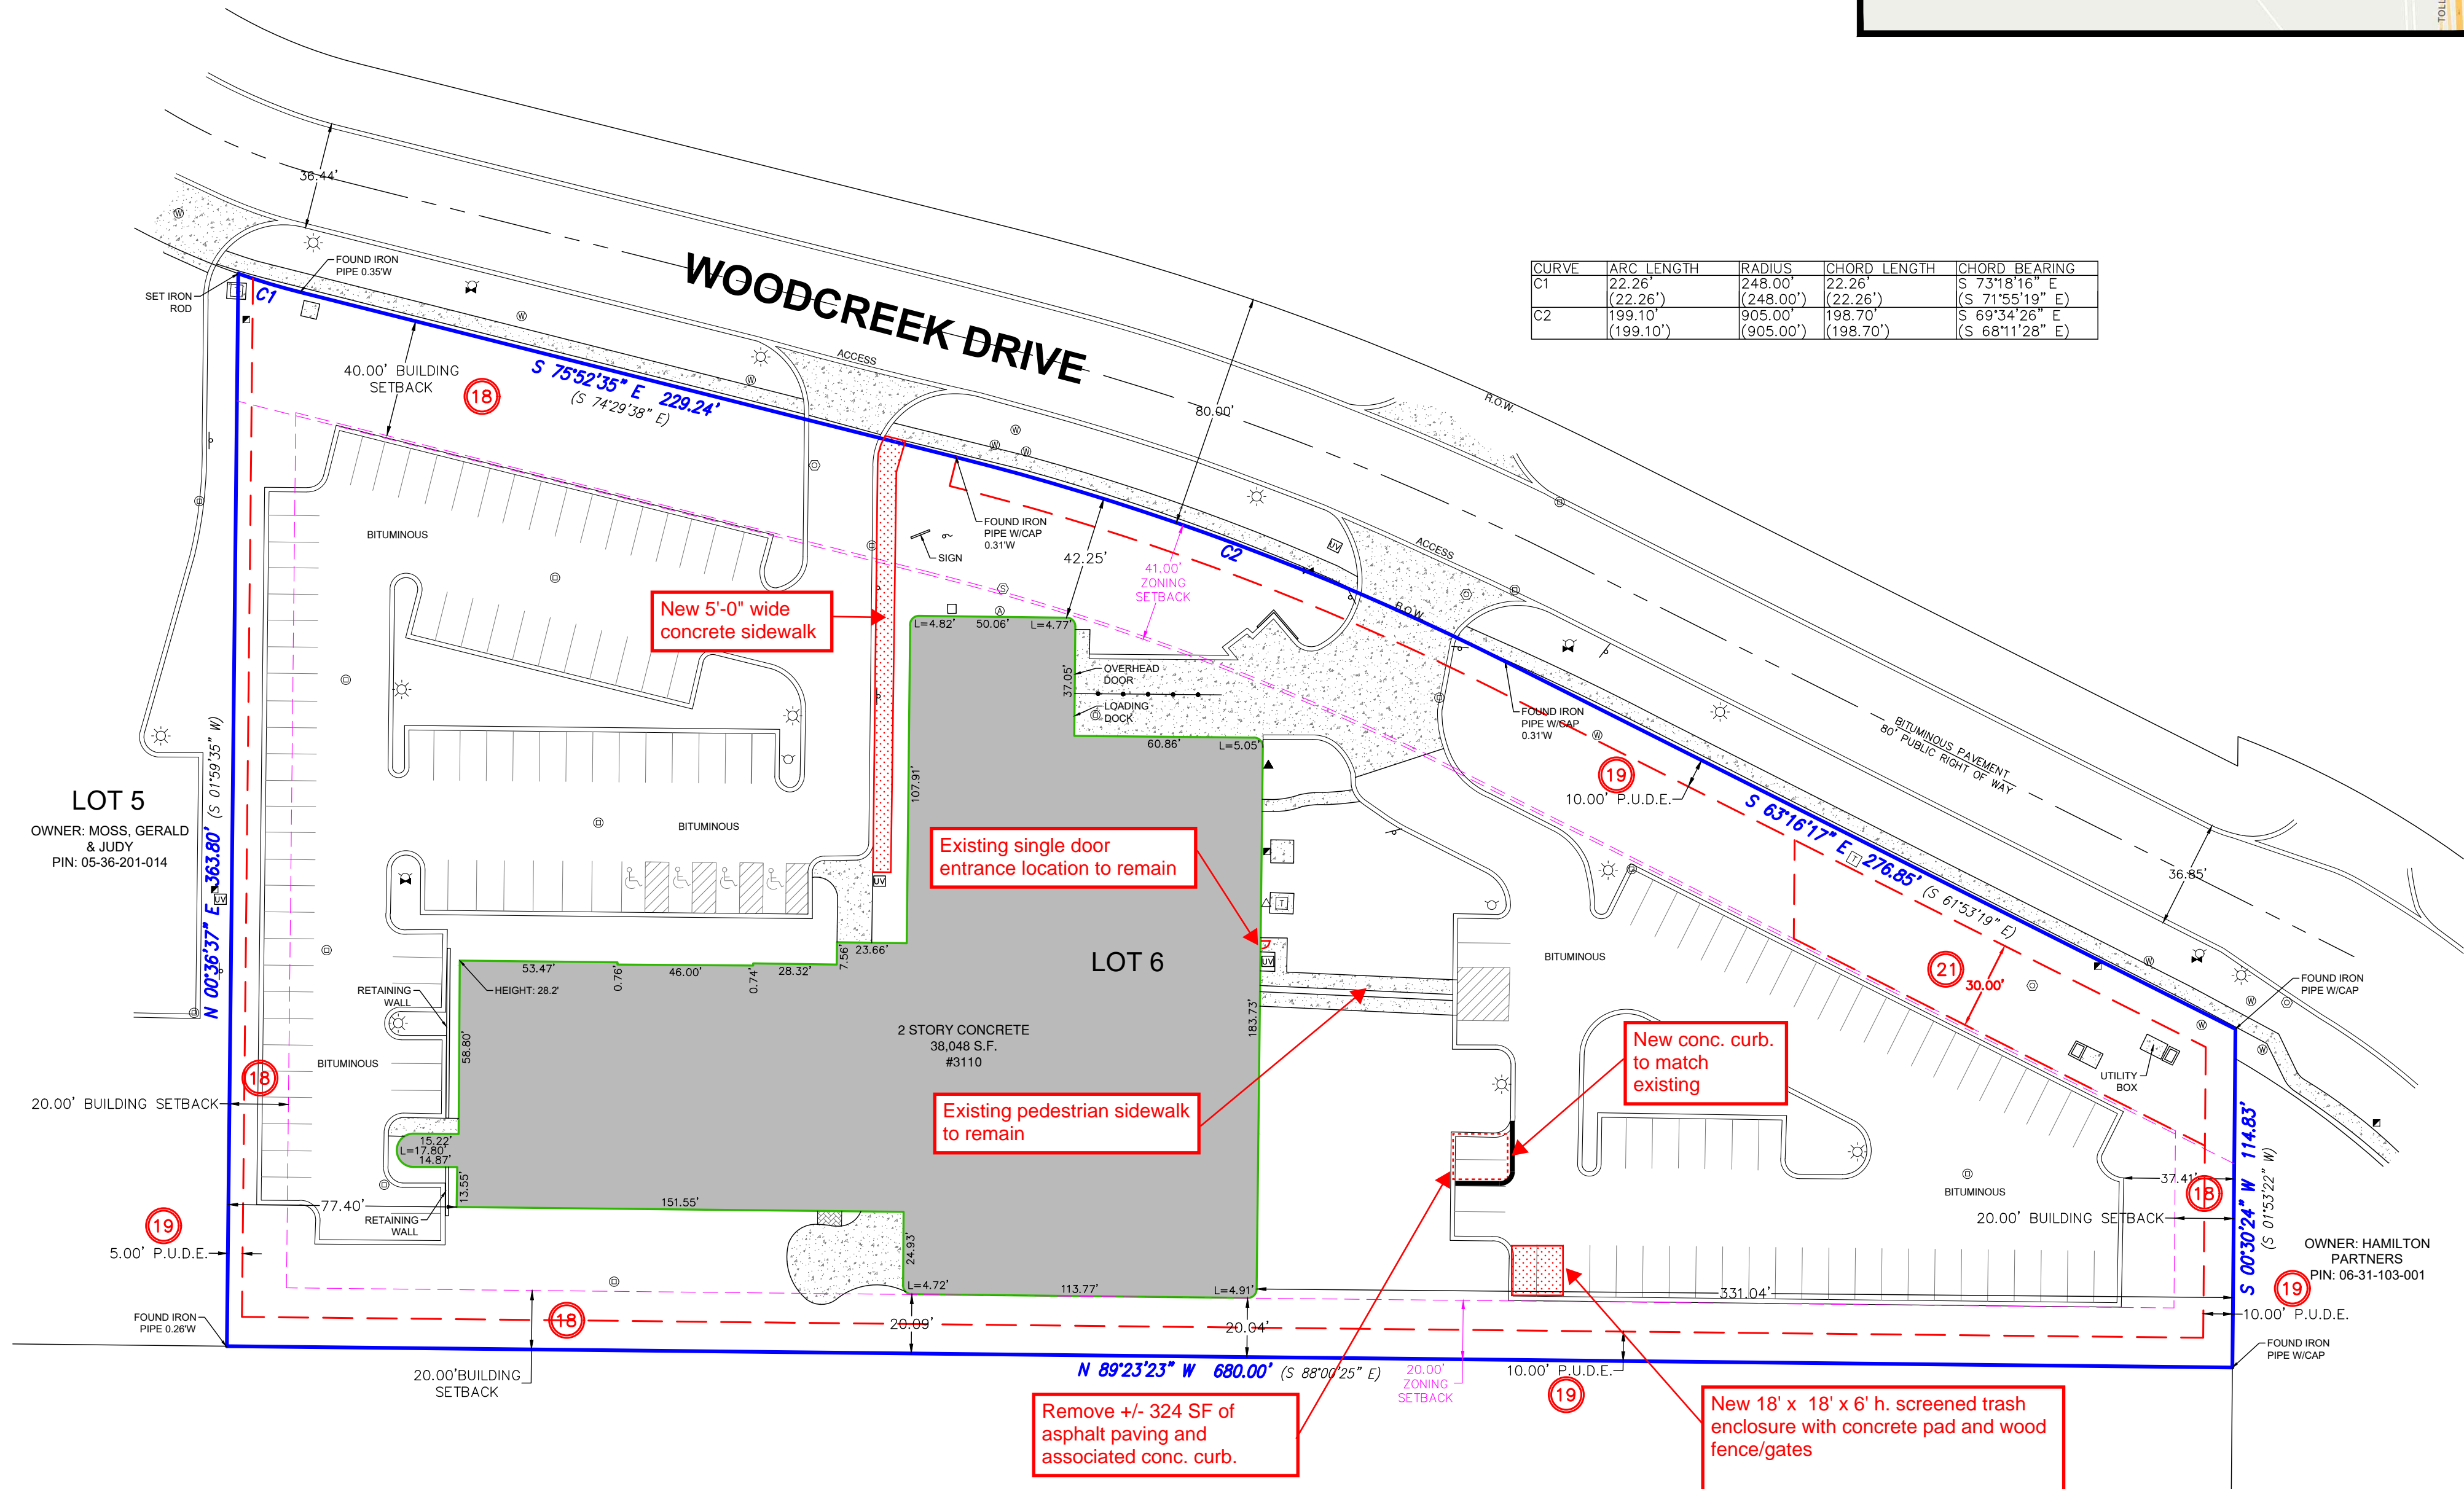 TOLL
36.44'
WOODCREEK DRIVE
CURVE ARC LENGTH RADIUS CHORD LENGTH CHORD BEARING
C1 22.26' 248.00' 22.26' S 73°18'16" E
(22.26') (248.00') (22.26') (S 71°55'19" E)
C2 199.10' 905.00' 198.70' S 69°34'26" E
(199.10') (905.00') (198.70') (S 68°11'28" E)
FOUND IRON
PIPE 0.35'W
SET IRON
ROD
C1
40.00' BUILDING
SETBACK
18
S 75°52'35" E 229.24'
(S 74°29'38" E)
ACCESS
80.00'
R.O.W.
BITUMINOUS
SIGN
FOUND IRON
PIPE W/CAP
0.31'W
42.25'
41.00'
ZONING
SETBACK
C2
UV
ACCESS
R.O.W.
New 5'-0" wide
concrete sidewalk
L=4.82' 50.06' L=4.77'
37.05'
OVERHEAD
DOOR
LOADING
DOCK
60.86' L=5.05'
FOUND IRON
PIPE W/CAP
0.31'W
BITUMINOUS PAVEMENT
80' PUBLIC RIGHT OF WAY
19
10.00' P.U.D.E.
S 63°16'17" E T 276.85' (S 61°53'19" E)
36.85'
LOT 5
OWNER: MOSS, GERALD
& JUDY
PIN: 05-36-201-014
N 00°36'37" E 363.80' (S 01°59'35" W)
UV
107.91'
BITUMINOUS
UV
Existing single door
entrance location to remain
T
UV
LOT 6
BITUMINOUS
21
30.00'
FOUND IRON
PIPE W/CAP
53.47' 0.76' 46.00' 0.74' 28.32' 7.56' 23.66'
HEIGHT: 28.2'
RETAINING
WALL
58.80'
2 STORY CONCRETE
38,048 S.F.
#3110
183.73'
New conc. curb.
to match
existing
BITUMINOUS
18
20.00' BUILDING SETBACK
Existing pedestrian sidewalk
to remain
UTILITY
BOX
15.22'
L=17.80'
14.87'
13.55'
77.40'
RETAINING
WALL
151.55'
24.93'
L=4.72' 113.77' L=4.91'
331.04'
BITUMINOUS
37.41'
18
20.00' BUILDING SETBACK
S 00°30'24" W 114.83'
(S 01°53'22" W)
OWNER: HAMILTON
PARTNERS
PIN: 06-31-103-001
19
10.00' P.U.D.E.
FOUND IRON
PIPE W/CAP
19
5.00' P.U.D.E.
FOUND IRON
PIPE 0.26'W
18
20.00'BUILDING
SETBACK
20.09'
20.04'
N 89°23'23" W 680.00' (S 88°00'25" E)
20.00'
ZONING
SETBACK
10.00' P.U.D.E.
19
Remove +/- 324 SF of
asphalt paving and
associated conc. curb.
New 18' x 18' x 6' h. screened trash
enclosure with concrete pad and wood
fence/gates